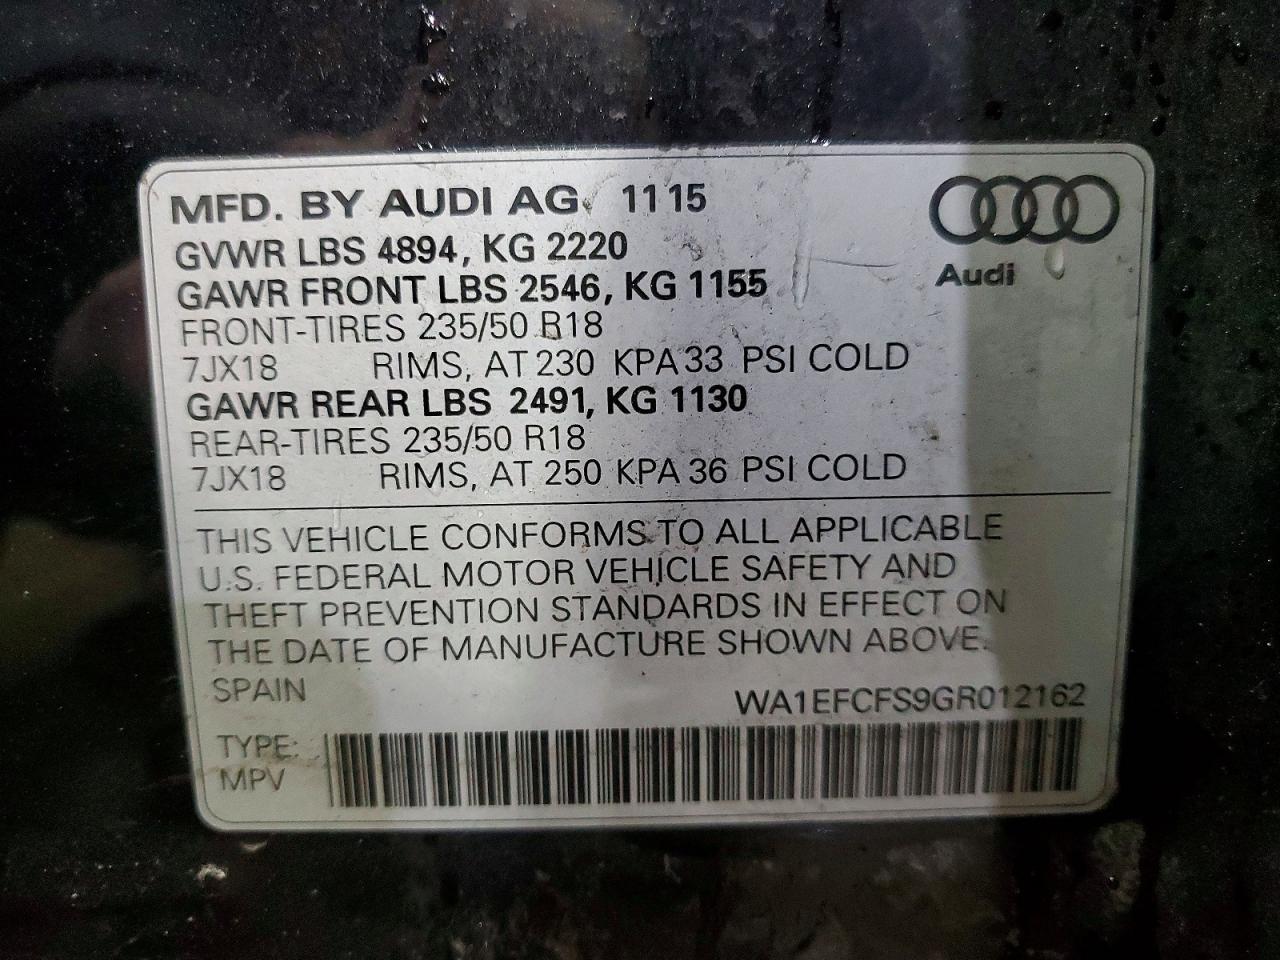 MFD. BY AUDI AG 11 15
GVWR LBS 4894, KG 2220
GAWR FRONT LBS 2546, KG 1155
FRONT-TIRES 235/50 R18
7JX18 RIMS, AT 230 KPA 33 PSI COLD
GAWR REAR LBS 2491, KG 1130
REAR-TIRES 235/50 R18
7JX18 RIMS, AT 250 KPA 36 PSI COLD
Audi
THIS VEHICLE CONFORMS TO ALL APPLICABLE
U.S. FEDERAL MOTOR VEHICLE SAFETY AND
THEFT PREVENTION STANDARDS IN EFFECT ON
THE DATE OF MANUFACTURE SHOWN ABOVE.
SPAIN WA1EFCFS9GR012162
TYPE:
MPV